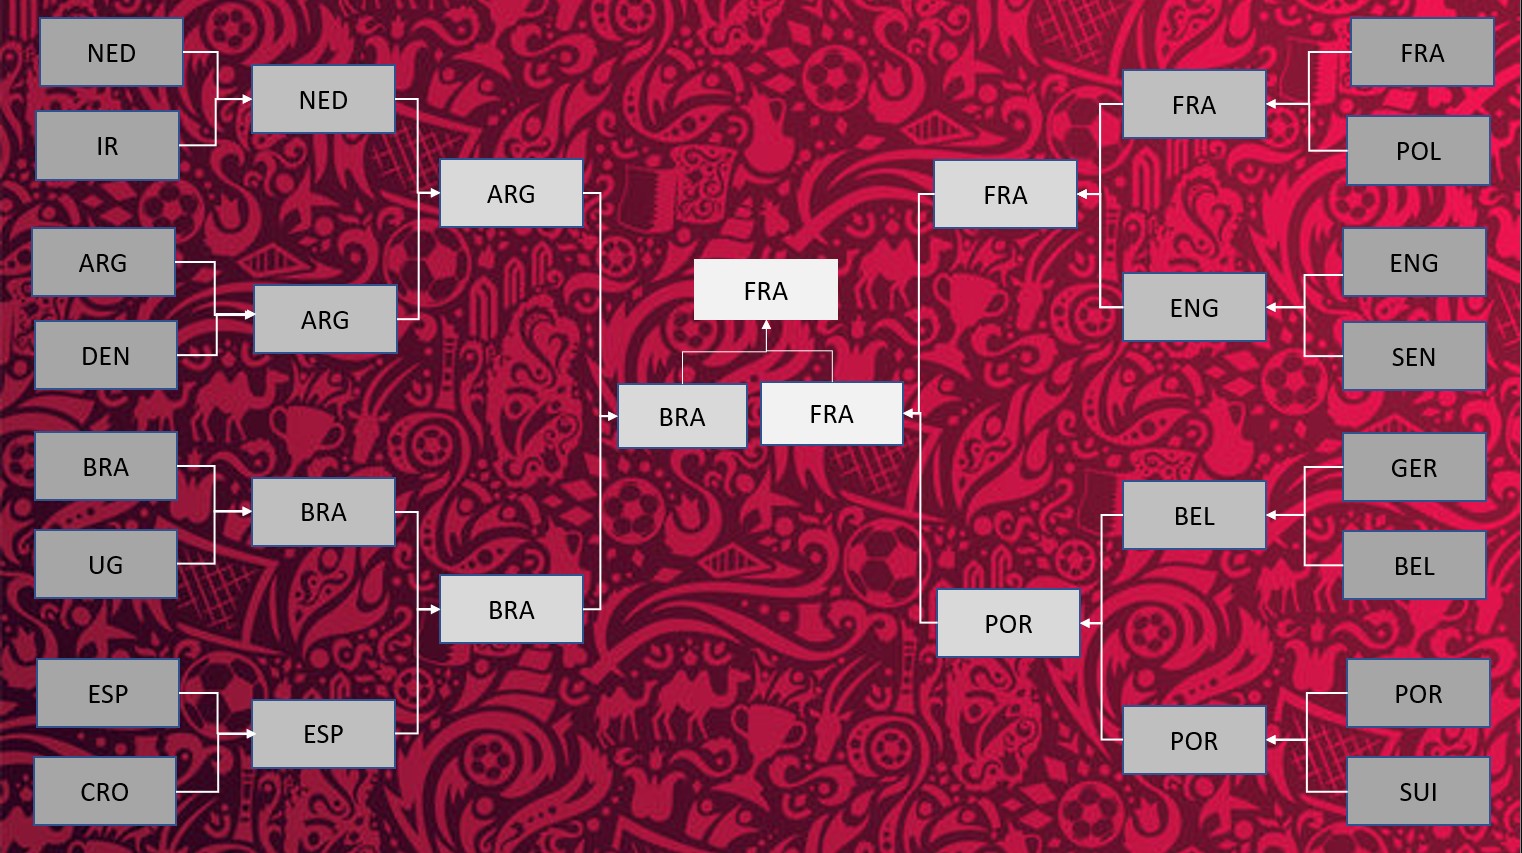 NED
IR
ARG
DEN
BRA
UG
ESP
CRO
NED
ARG
BRA
ESP
ARG
BRA
FRA
BRA
FRA
FRA
POR
FRA
ENG
BEL
POR
FRA
POL
ENG
SEN
GER
BEL
POR
SUI